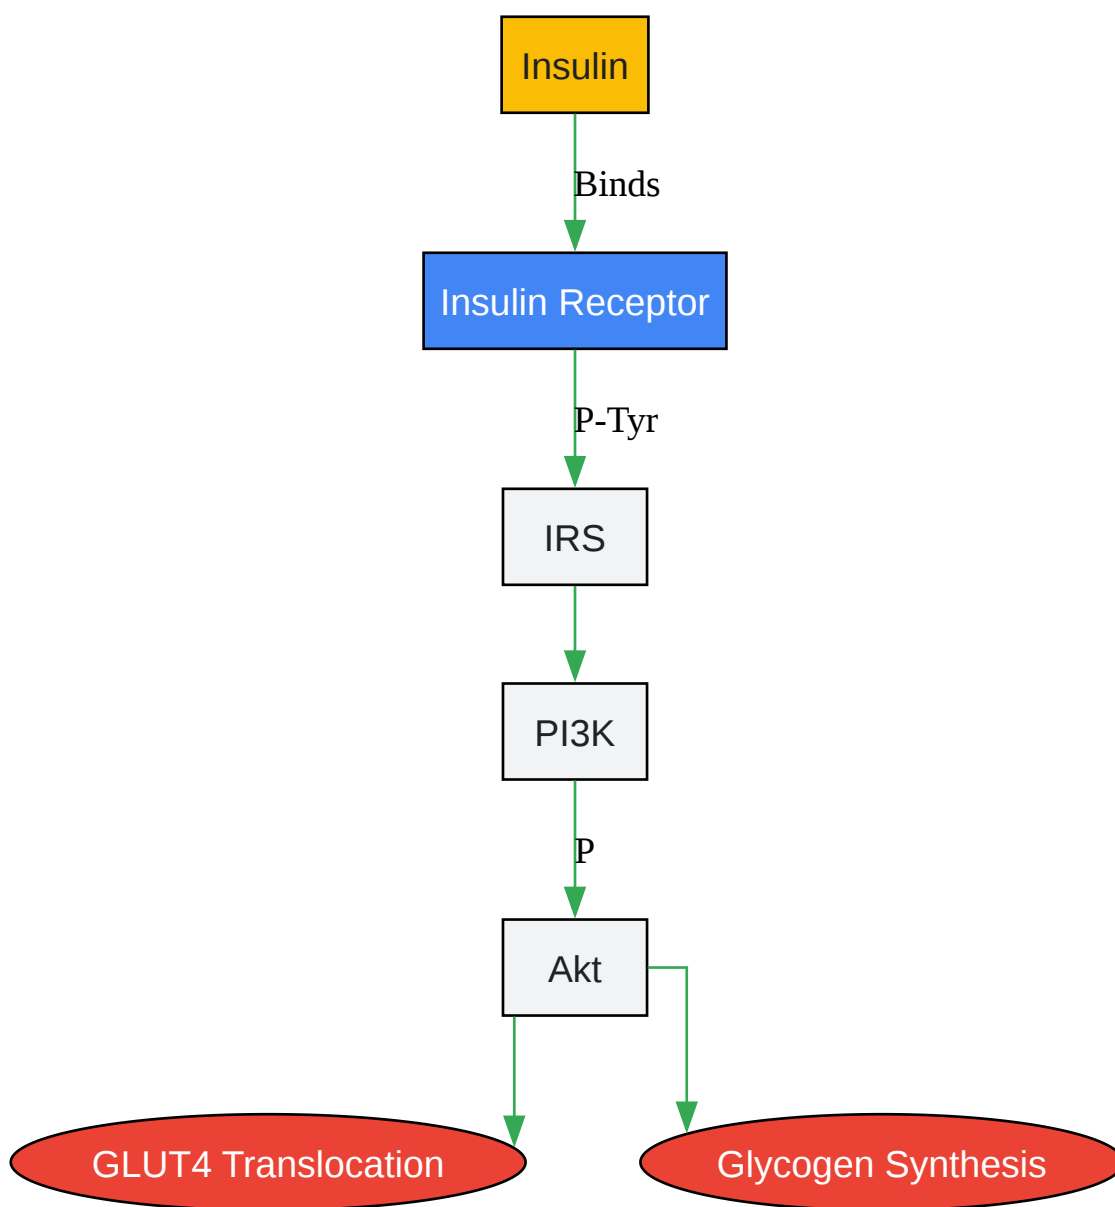 Insulin
Binds
Insulin Receptor
P-Tyr
IRS
PI3K
P
Akt
GLUT4 Translocation
Glycogen Synthesis